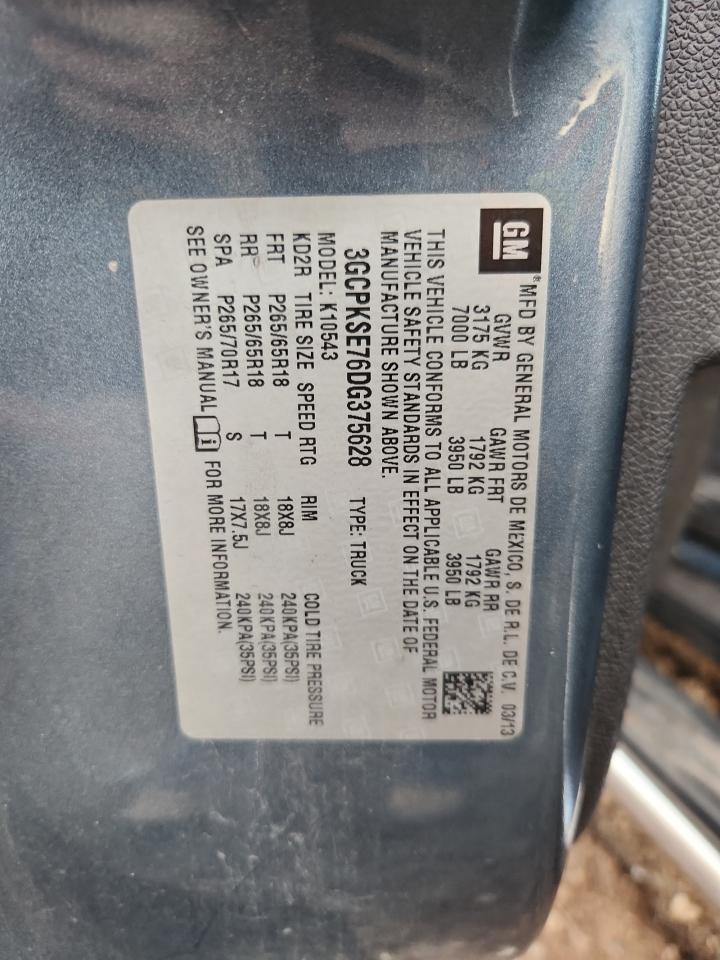 GM® MFD BY GENERAL MOTORS DE MEXICO, S. DE R.L. DE C.V. 03/13
GVWR GAWR FRT GAWR RR
3175 KG 1792 KG 1792 KG
7000 LB 3950 LB 3950 LB
THIS VEHICLE CONFORMS TO ALL APPLICABLE U.S. FEDERAL MOTOR
VEHICLE SAFETY STANDARDS IN EFFECT ON THE DATE OF
MANUFACTURE SHOWN ABOVE.
3GCPKSE76DG375628 TYPE: TRUCK
MODEL: K10543
KD2R TIRE SIZE SPEED RTG RIM COLD TIRE PRESSURE
FRT P265/65R18 T 18X8J 240KPA(35PSI)
RR P265/65R18 T 18X8J 240KPA(35PSI)
SPA P265/70R17 S 17X7.5J 240KPA(35PSI)
SEE OWNER'S MANUAL FOR MORE INFORMATION.